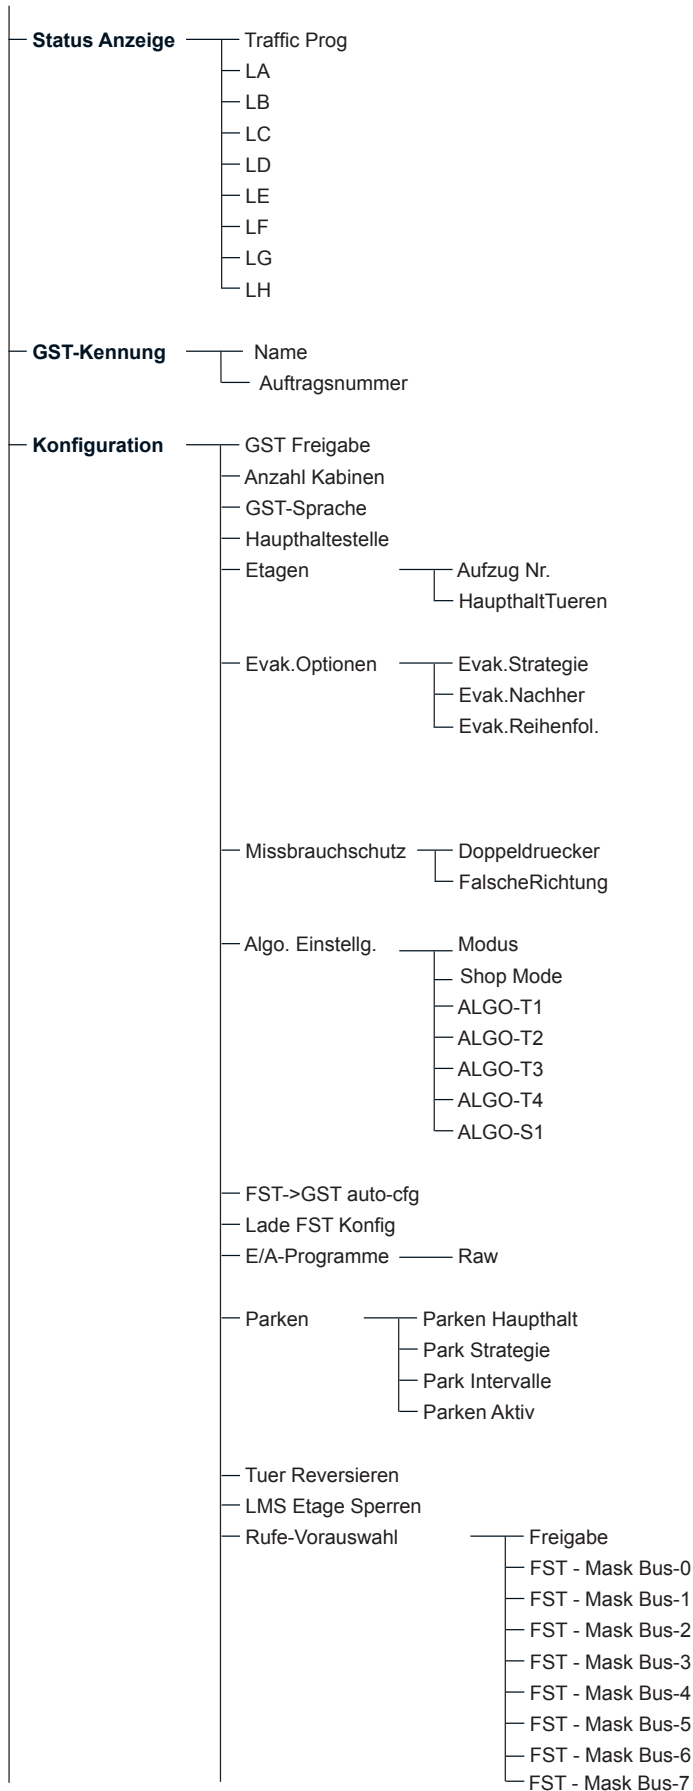 Status Anzeige Traffic Prog
LA
LB
LC
LD
LE
LF
LG
LH
GST-Kennung Name
Auftragsnummer
Konfiguration GST Freigabe
Anzahl Kabinen
GST-Sprache
Haupthaltestelle
Etagen Aufzug Nr.
HaupthaltTueren
Evak.Optionen Evak.Strategie
Evak.Nachher
Evak.Reihenfol.
Missbrauchschutz Doppeldruecker
FalscheRichtung
Algo. Einstellg. Modus
Shop Mode
ALGO-T1
ALGO-T2
ALGO-T3
ALGO-T4
ALGO-S1
FST->GST auto-cfg
Lade FST Konfig
E/A-Programme Raw
Parken Parken Haupthalt
Park Strategie
Park Intervalle
Parken Aktiv
Tuer Reversieren
LMS Etage Sperren
Rufe-Vorauswahl Freigabe
FST - Mask Bus-0
FST - Mask Bus-1
FST - Mask Bus-2
FST - Mask Bus-3
FST - Mask Bus-4
FST - Mask Bus-5
FST - Mask Bus-6
FST - Mask Bus-7